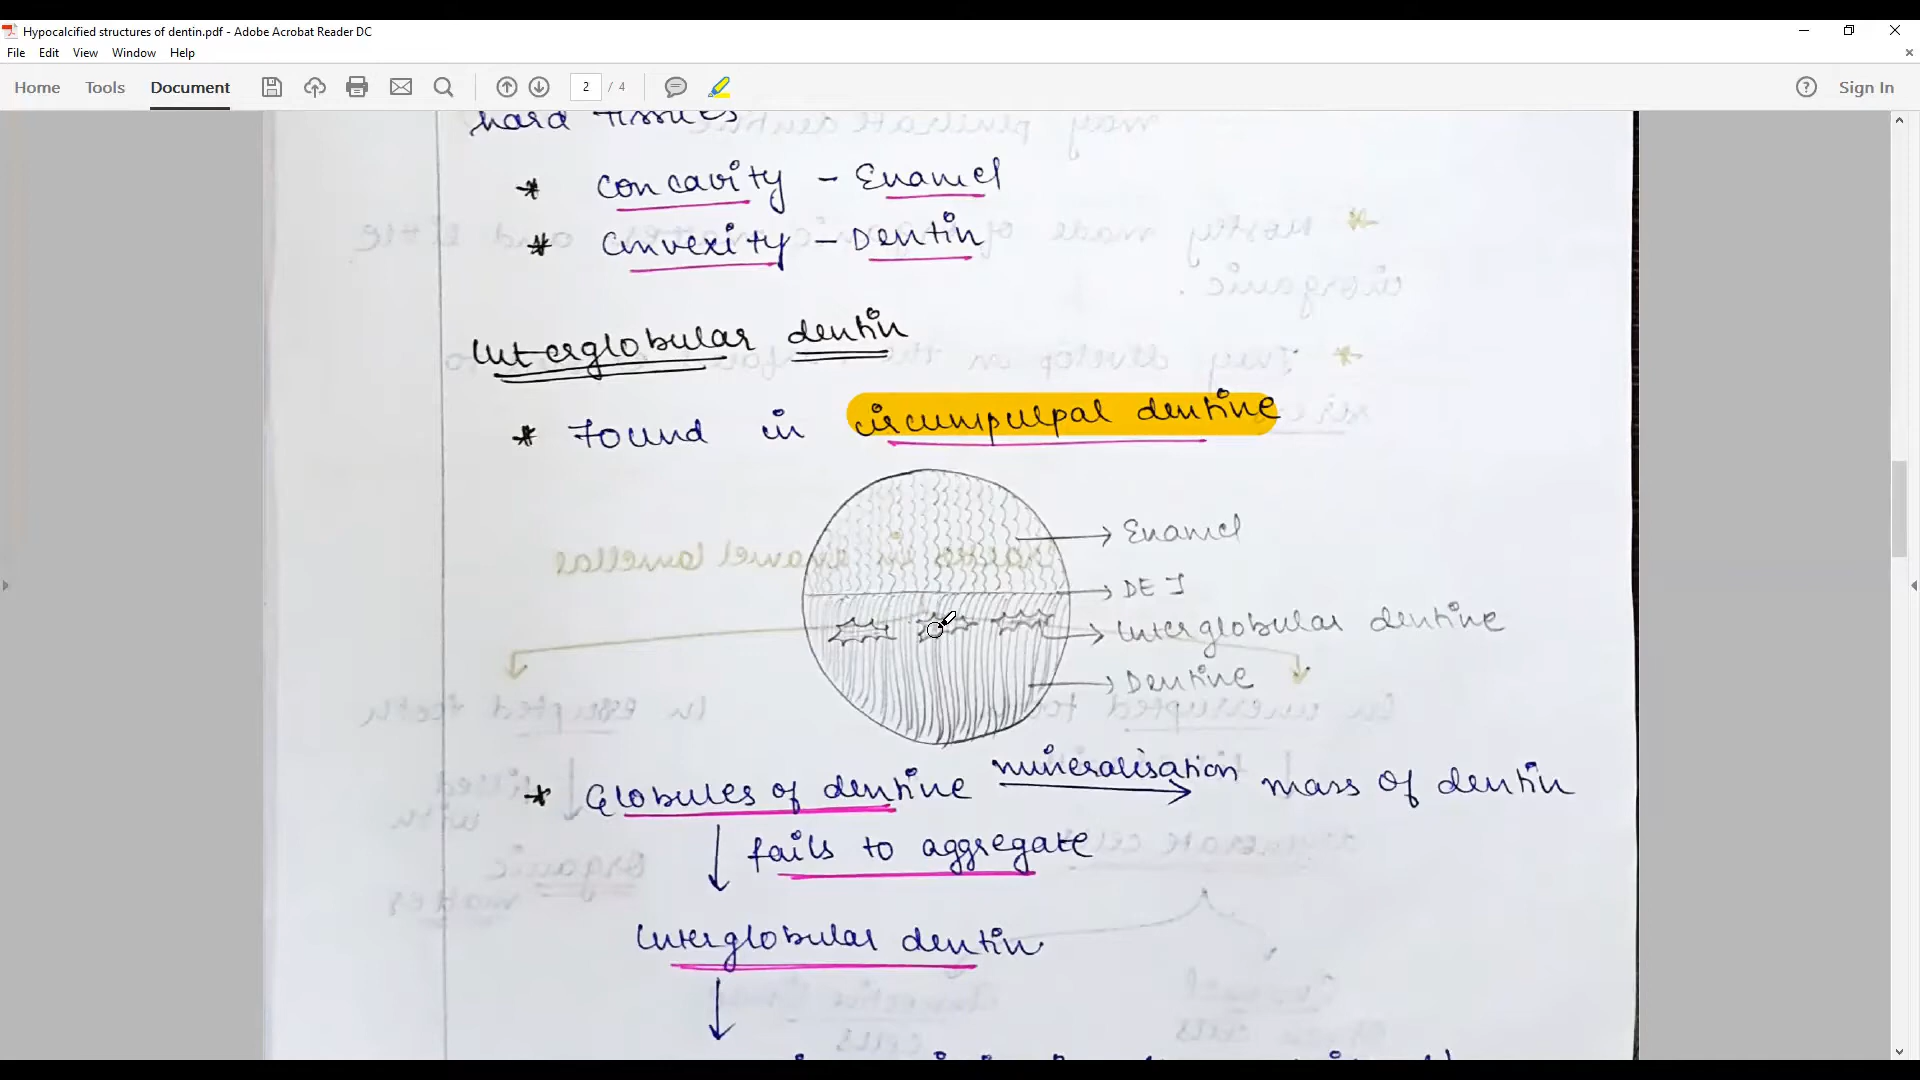 Hypocalcified structures of dentin.pdf - Adobe Acrobat Reader DC
File Edit View Window Help
Home Tools Document 2 / 4 Sign In
hard tissues
* Concavity - Enamel
* Convexity - Dentin
Interglobular dentin
* Found in circumpulpal dentine
Enamel
DEJ
Interglobular dentine
Dentine
* Globules of dentine mineralisation mass of dentin
fails to aggregate
Interglobular dentin